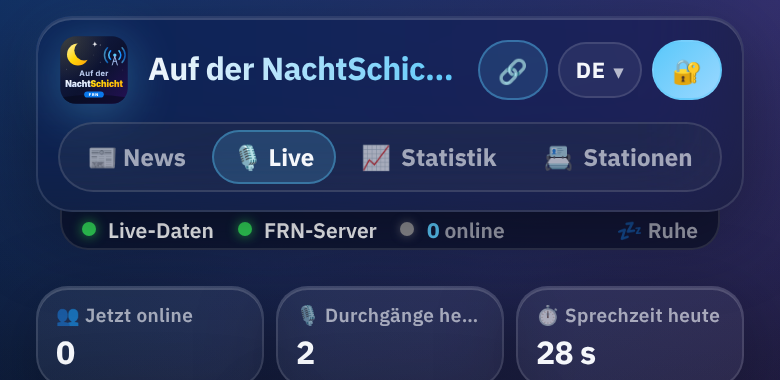 Auf der
NachtSchicht
FRN
Auf der NachtSchic...
DE ▾
News Live Statistik Stationen
Live-Daten FRN-Server 0 online zzz Ruhe
Jetzt online Durchgänge he... Sprechzeit heute
0 2 28 s